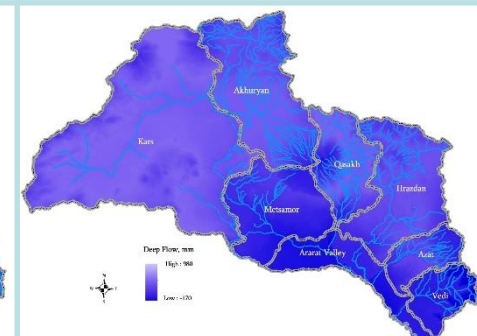 Akhuryan
Kars
Qasakh
Hrazdan
Metsamor
Ararat Valley
Azat
Vedi
Deep Flow, mm
High : 980
Low : -170
N
W
E
S